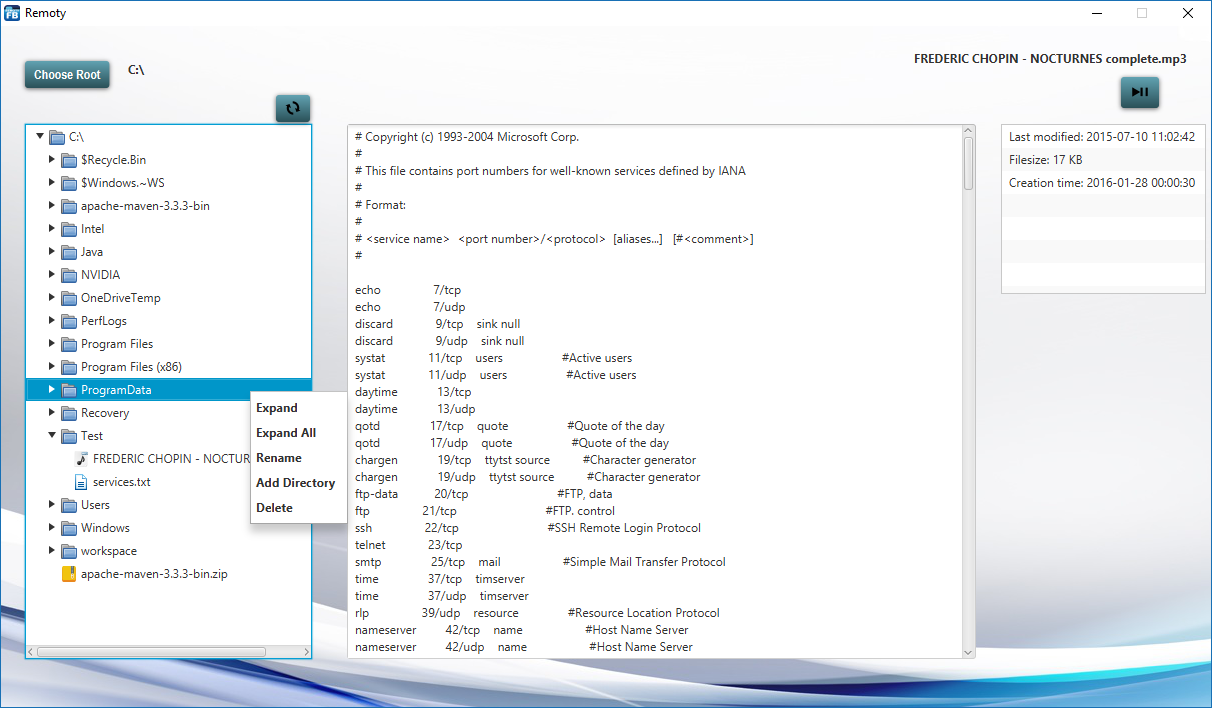 FB Remoty
FREDERIC CHOPIN - NOCTURNES complete.mp3
Choose Root C:\
C:\
$Recycle.Bin
$Windows.~WS
apache-maven-3.3.3-bin
Intel
Java
NVIDIA
OneDriveTemp
PerfLogs
Program Files
Program Files (x86)
ProgramData
Recovery
Test
FREDERIC CHOPIN - NOCTUR
services.txt
Users
Windows
workspace
apache-maven-3.3.3-bin.zip
Expand
Expand All
Rename
Add Directory
Delete
# Copyright (c) 1993-2004 Microsoft Corp.
#
# This file contains port numbers for well-known services defined by IANA
#
# Format:
#
# <service name> <port number>/<protocol> [aliases...] [#<comment>]
#
echo 7/tcp
echo 7/udp
discard 9/tcp sink null
discard 9/udp sink null
systat 11/tcp users #Active users
systat 11/udp users #Active users
daytime 13/tcp
daytime 13/udp
qotd 17/tcp quote #Quote of the day
qotd 17/udp quote #Quote of the day
chargen 19/tcp ttytst source #Character generator
chargen 19/udp ttytst source #Character generator
ftp-data 20/tcp #FTP, data
ftp 21/tcp #FTP. control
ssh 22/tcp #SSH Remote Login Protocol
telnet 23/tcp
smtp 25/tcp mail #Simple Mail Transfer Protocol
time 37/tcp timserver
time 37/udp timserver
rlp 39/udp resource #Resource Location Protocol
nameserver 42/tcp name #Host Name Server
nameserver 42/udp name #Host Name Server
Last modified: 2015-07-10 11:02:42
Filesize: 17 KB
Creation time: 2016-01-28 00:00:30